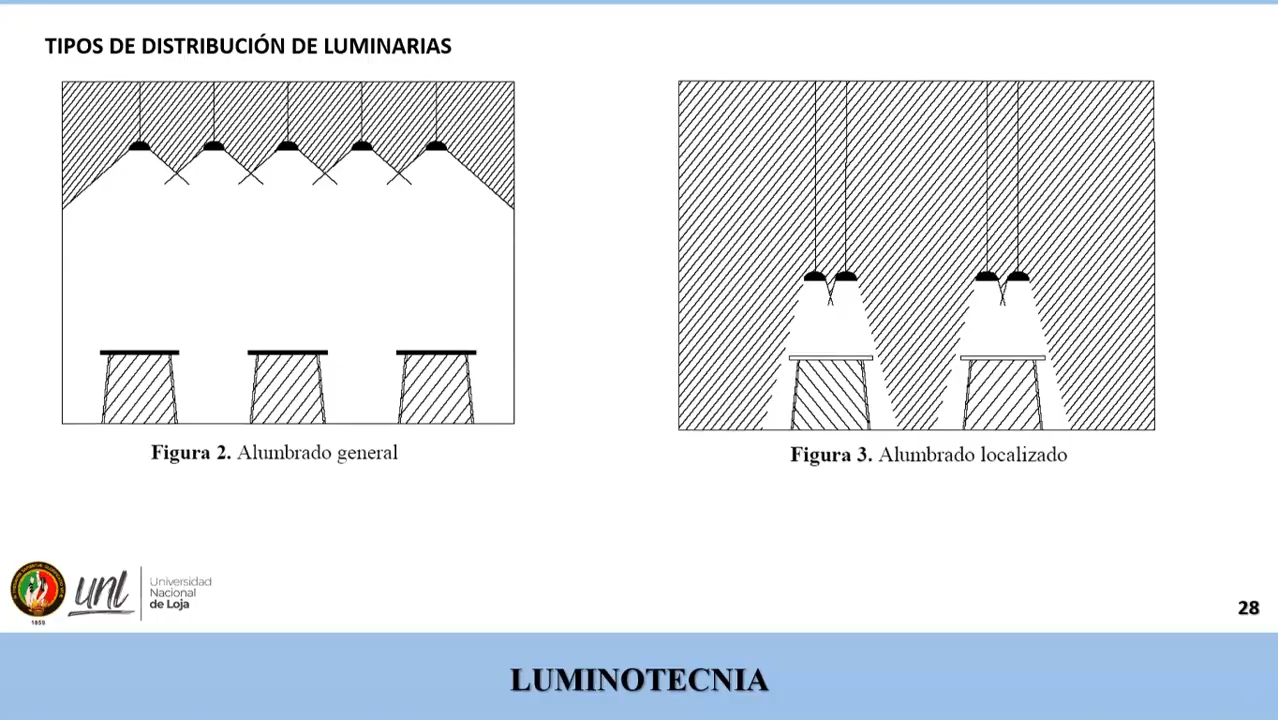 TIPOS DE DISTRIBUCIÓN DE LUMINARIAS
Figura 2. Alumbrado general
Figura 3. Alumbrado localizado
unl
Universidad
Nacional
de Loja
1859
28
LUMINOTECNIA